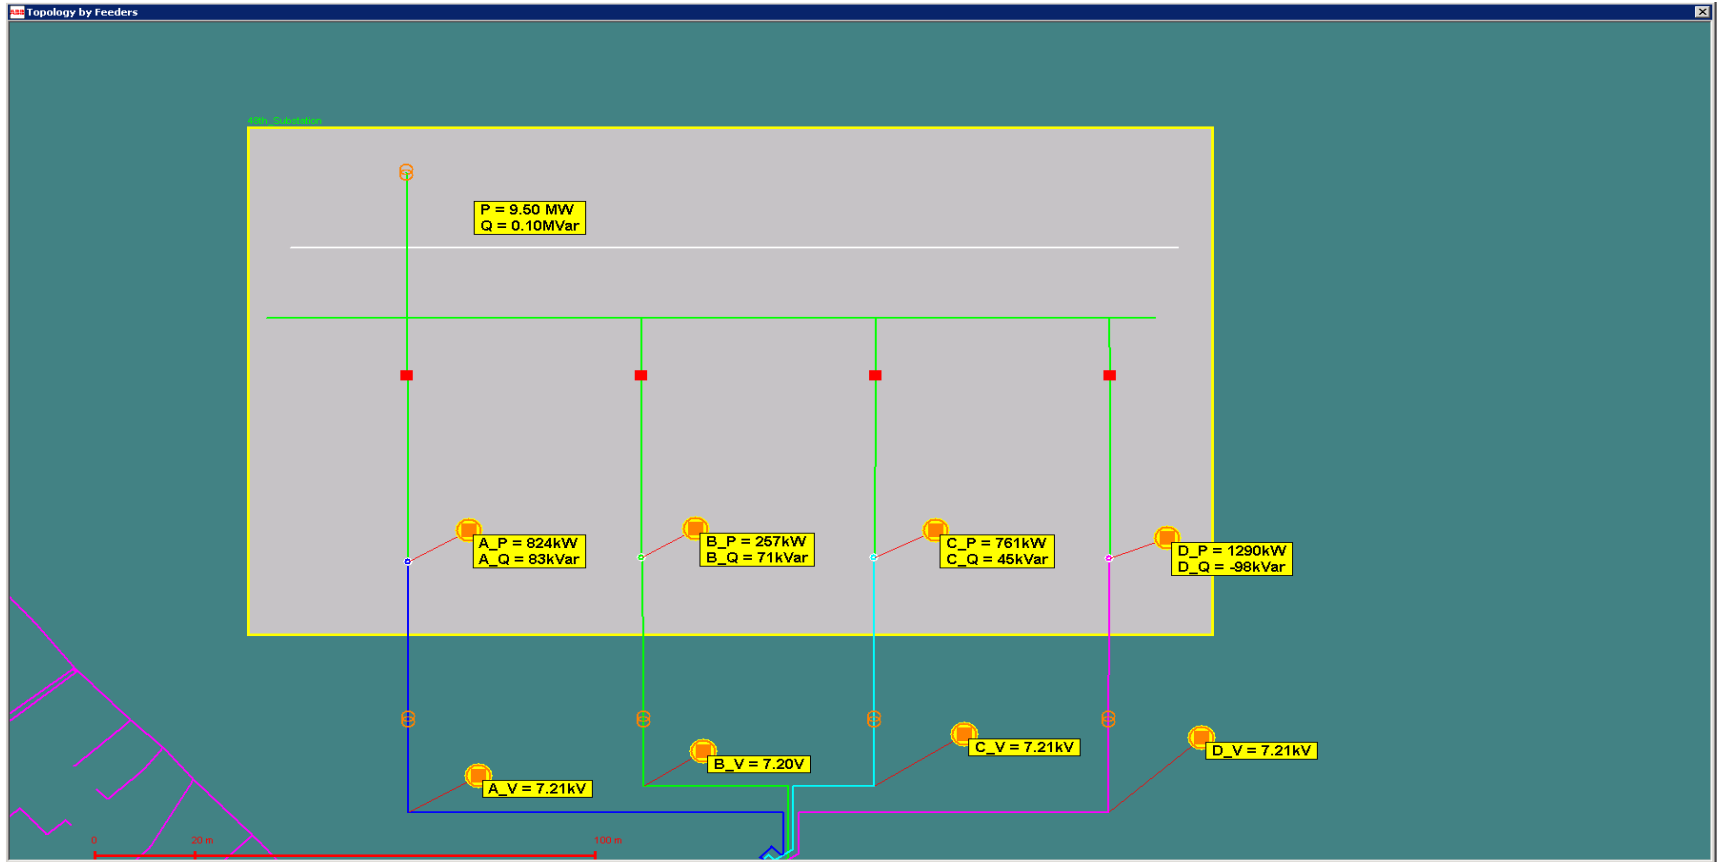 ABB Topology by Feeders
48th_Substation
P = 9.50 MW
Q = 0.10MVar
A_P = 824kW
A_Q = 83kVar
B_P = 257kW
B_Q = 71kVar
C_P = 761kW
C_Q = 45kVar
D_P = 1290kW
D_Q = -98kVar
A_V = 7.21kV
B_V = 7.20V
C_V = 7.21kV
D_V = 7.21kV
0 20 m 100 m